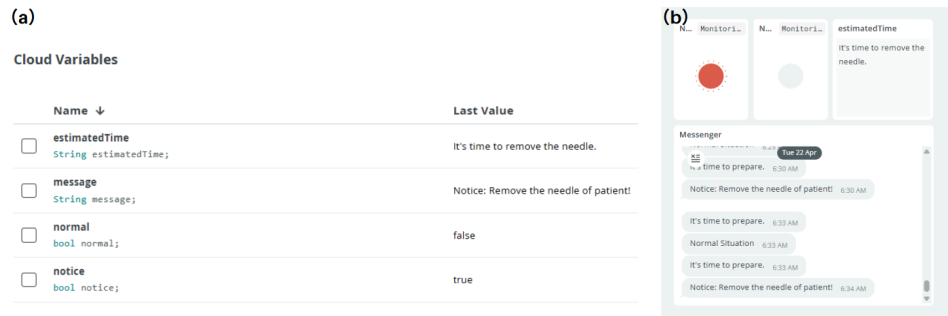 (a)
Cloud Variables
Name ↓
Last Value
estimatedTime
String estimatedTime;
It's time to remove the needle.
message
String message;
Notice: Remove the needle of patient!
normal
bool normal;
false
notice
bool notice;
true
(b)
N... Monitori...
N... Monitori...
estimatedTime
It's time to remove the
needle.
Messenger
Normal Situation
Tue 22 Apr
It's time to prepare. 6:30 AM
Notice: Remove the needle of patient! 6:30 AM
It's time to prepare. 6:33 AM
Normal Situation 6:33 AM
It's time to prepare. 6:33 AM
Notice: Remove the needle of patient! 6:34 AM